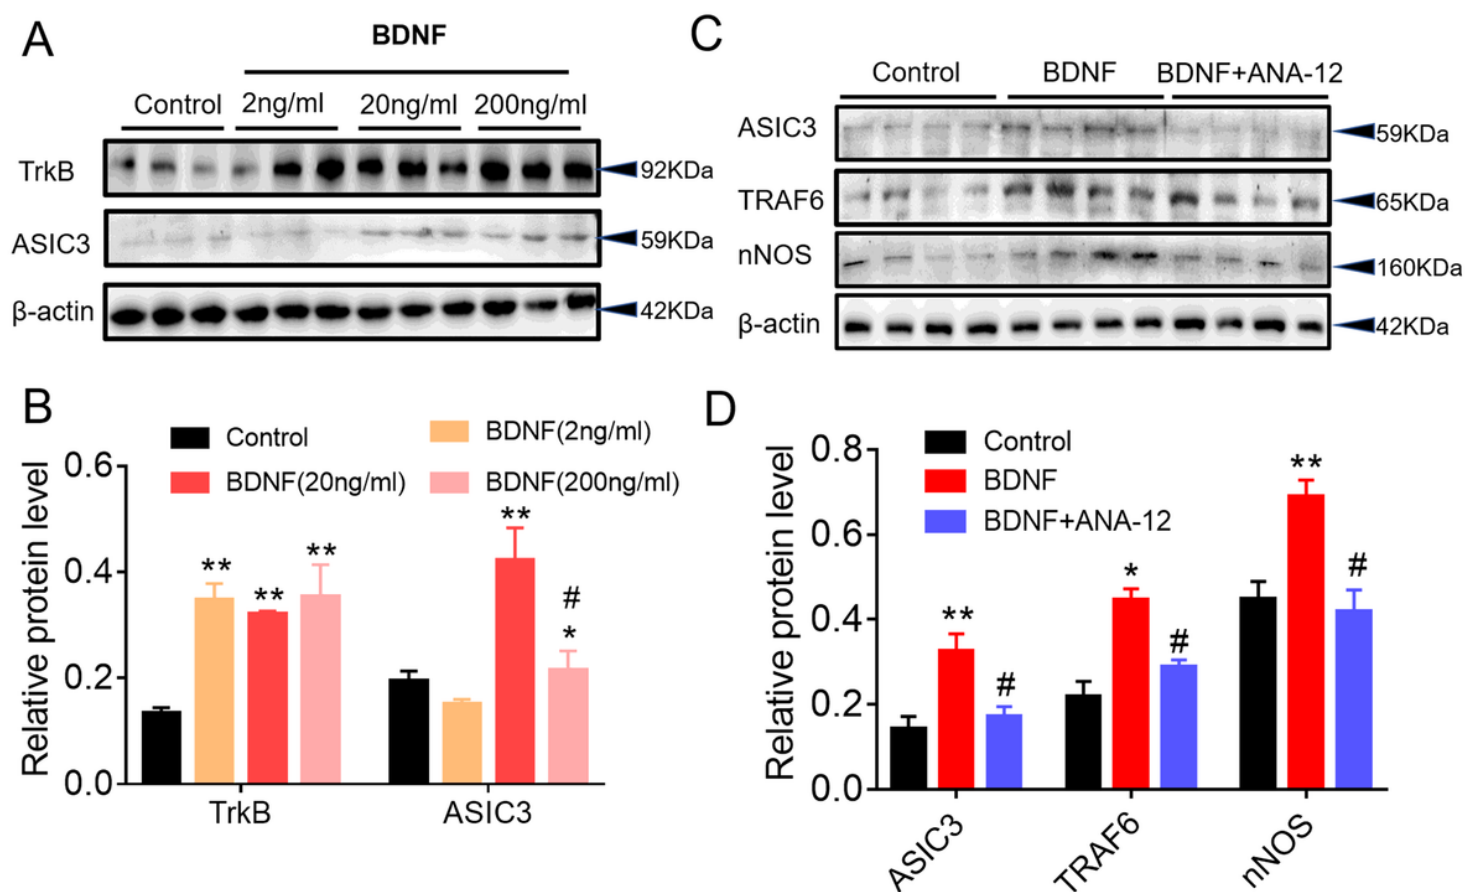 A
BDNF
Control 2ng/ml 20ng/ml 200ng/ml
TrkB 92KDa
ASIC3 59KDa
β-actin 42KDa
C
Control BDNF BDNF+ANA-12
ASIC3 59KDa
TRAF6 65KDa
nNOS 160KDa
β-actin 42KDa
B
Control BDNF(2ng/ml)
BDNF(20ng/ml) BDNF(200ng/ml)
Relative protein level
0.6
0.4
0.2
0.0
** ** **
** # *
TrkB ASIC3
D
Control
BDNF
BDNF+ANA-12
Relative protein level
0.8
0.6
0.4
0.2
0.0
** #
* #
** #
ASIC3 TRAF6 nNOS